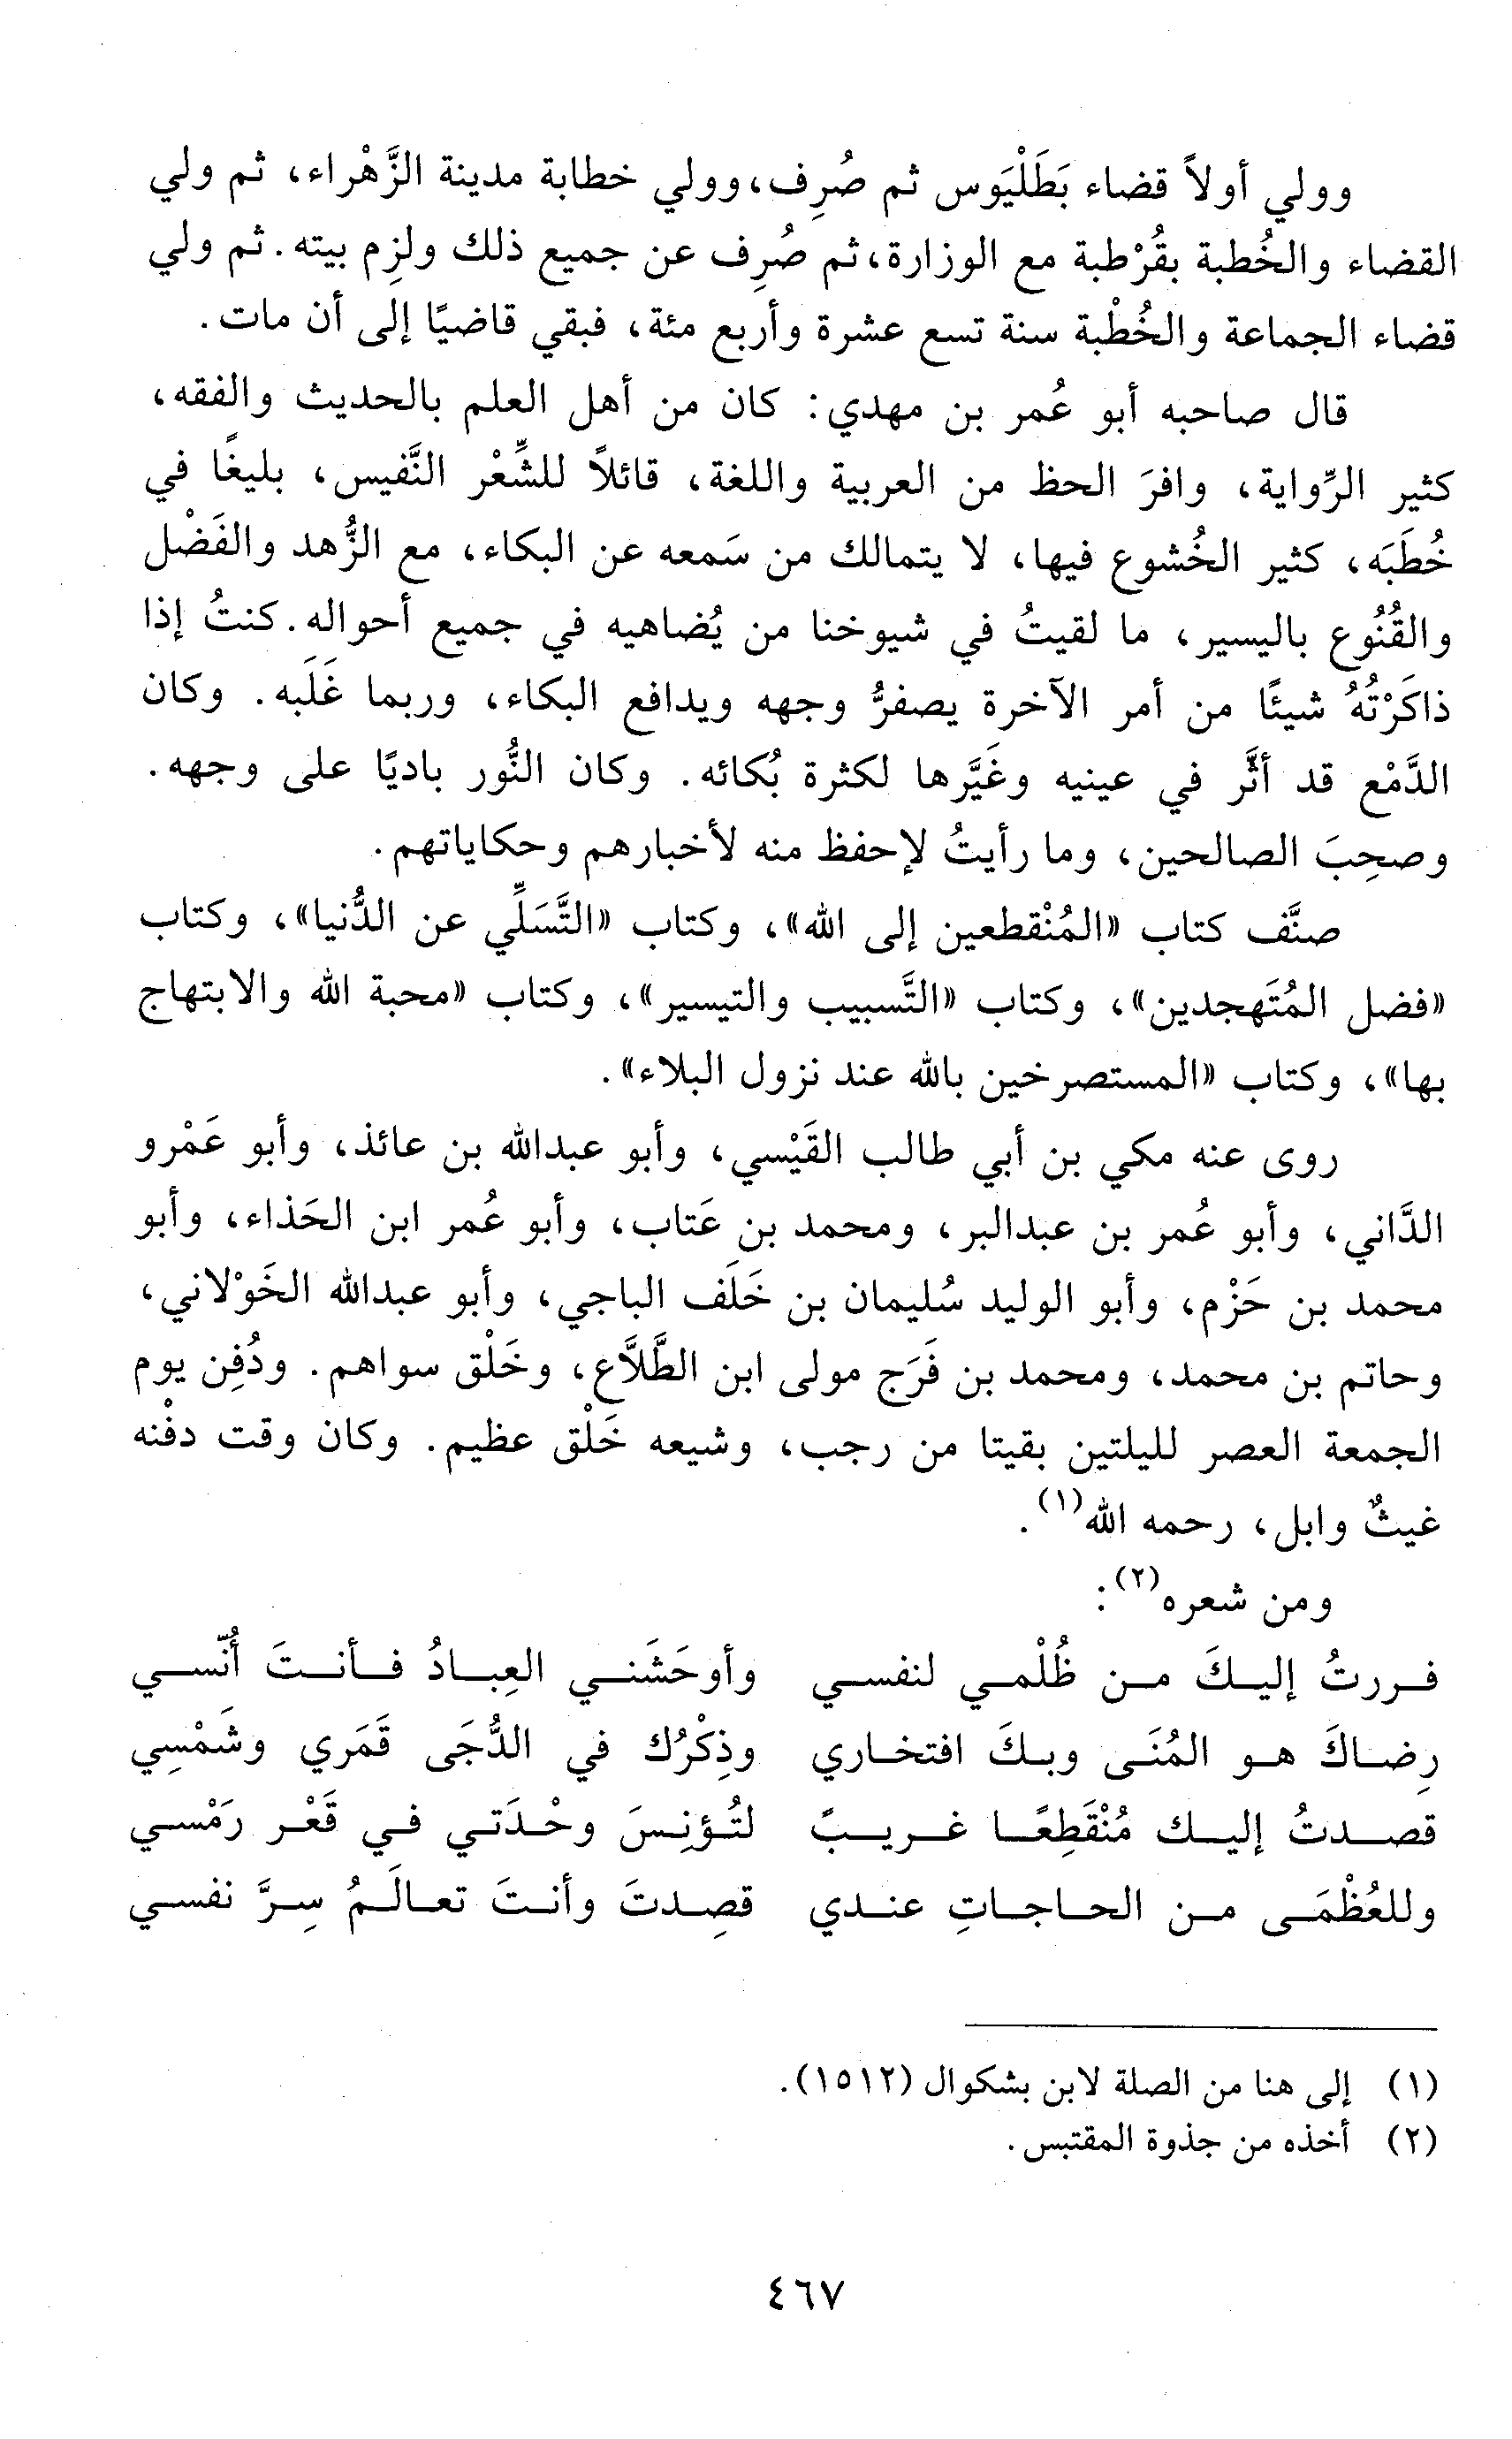 وولي أولاً قضاء بَطَلْيَوس ثم صُرِف، وولي خطابة مدينة الزَّهْراء، ثم ولي
القضاء والخُطبة بقُرْطبة مع الوزارة، ثم صُرِف عن جميع ذلك ولزِم بيته. ثم ولي
قضاء الجماعة والخُطْبة سنة تسع عشرة وأربع مئة، فبقي قاضيًا إلى أن مات.
قال صاحبه أبو عُمر بن مهدي: كان من أهل العلم بالحديث والفقه،
كثير الرِّواية، وافرَ الحظ من العربية واللغة، قائلاً للشِّعْر النَّفيس، بليغًا في
خُطَبَه، كثير الخُشوع فيها، لا يتمالك من سَمعه عن البكاء، مع الزُّهد والفَضْل
والقُنُوع باليسير، ما لقيتُ في شيوخنا من يُضاهيه في جميع أحواله. كنتُ إذا
ذاكَرْتُهُ شيئًا من أمر الآخرة يصفرُّ وجهه ويدافع البكاء، وربما غَلَبه. وكان
الدَّمْع قد أثَّر في عينيه وغَيَّرها لكثرة بُكائه. وكان النُّور باديًا على وجهه.
وصحِبَ الصالحين، وما رأيتُ لإحفظ منه لأخبارهم وحكاياتهم.
صنَّف كتاب «المُنْقطعين إلى الله»، وكتاب «التَّسَلِّي عن الدُّنيا»، وكتاب
«فضل المُتَهجدين»، وكتاب «التَّسبيب والتيسير»، وكتاب «محبة الله والابتهاج
بها»، وكتاب «المستصرخين بالله عند نزول البلاء».
روى عنه مكي بن أبي طالب القَيْسي، وأبو عبدالله بن عائذ، وأبو عَمْرو
الدَّاني، وأبو عُمر بن عبدالبر، ومحمد بن عَتاب، وأبو عُمر ابن الحَذاء، وأبو
محمد بن حَزْم، وأبو الوليد سُليمان بن خَلَف الباجي، وأبو عبدالله الخَوْلاني،
وحاتم بن محمد، ومحمد بن فَرَج مولى ابن الطَّلَّاع، وخَلْق سواهم. ودُفِن يوم
الجمعة العصر لليلتين بقيتا من رجب، وشيعه خَلْق عظيم. وكان وقت دفْنه
غيثٌ وابل، رحمه الله(١).
ومن شعره(٢):
فررتُ إليكَ من ظُلْمي لنفسي وأوحَشَني العِبادُ فأنتَ أُنّسي
رِضاكَ هو المُنَى وبكَ افتخاري وذِكْرُك في الدُّجَى قَمَري وشَمْسِي
قصدتُ إليك مُنْقَطِعًا غريبً لتُؤنِسَ وحْدَتي في قَعْر رَمْسي
وللعُظْمَى من الحاجاتِ عندي قصِدتَ وأنتَ تعالَمُ سِرَّ نفسي
(١) إلى هنا من الصلة لابن بشكوال (١٥١٢).
(٢) أخذه من جذوة المقتبس.
٤٦٧